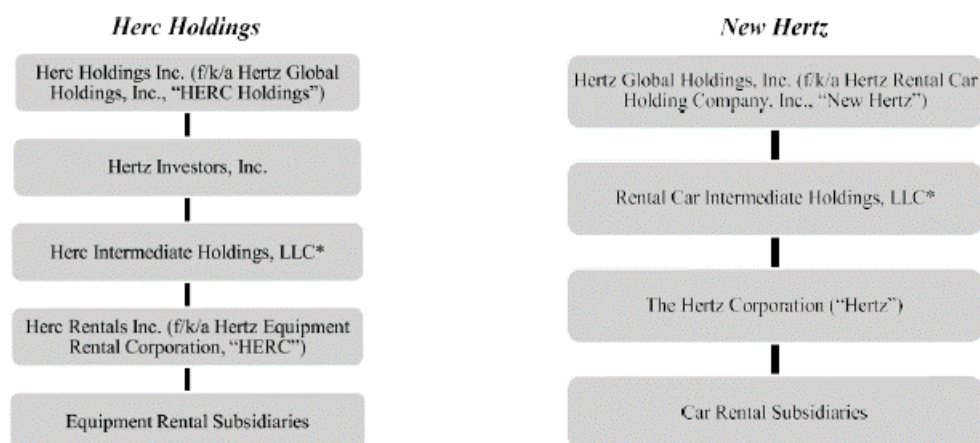 Herc Holdings
Herc Holdings Inc. (f/k/a Hertz Global
Holdings, Inc., “HERC Holdings”)
Hertz Investors, Inc.
Herc Intermediate Holdings, LLC*
Herc Rentals Inc. (f/k/a Hertz Equipment
Rental Corporation, “HERC”)
Equipment Rental Subsidiaries
New Hertz
Hertz Global Holdings, Inc. (f/k/a Hertz Rental Car
Holding Company, Inc., “New Hertz”)
Rental Car Intermediate Holdings, LLC*
The Hertz Corporation (“Hertz”)
Car Rental Subsidiaries